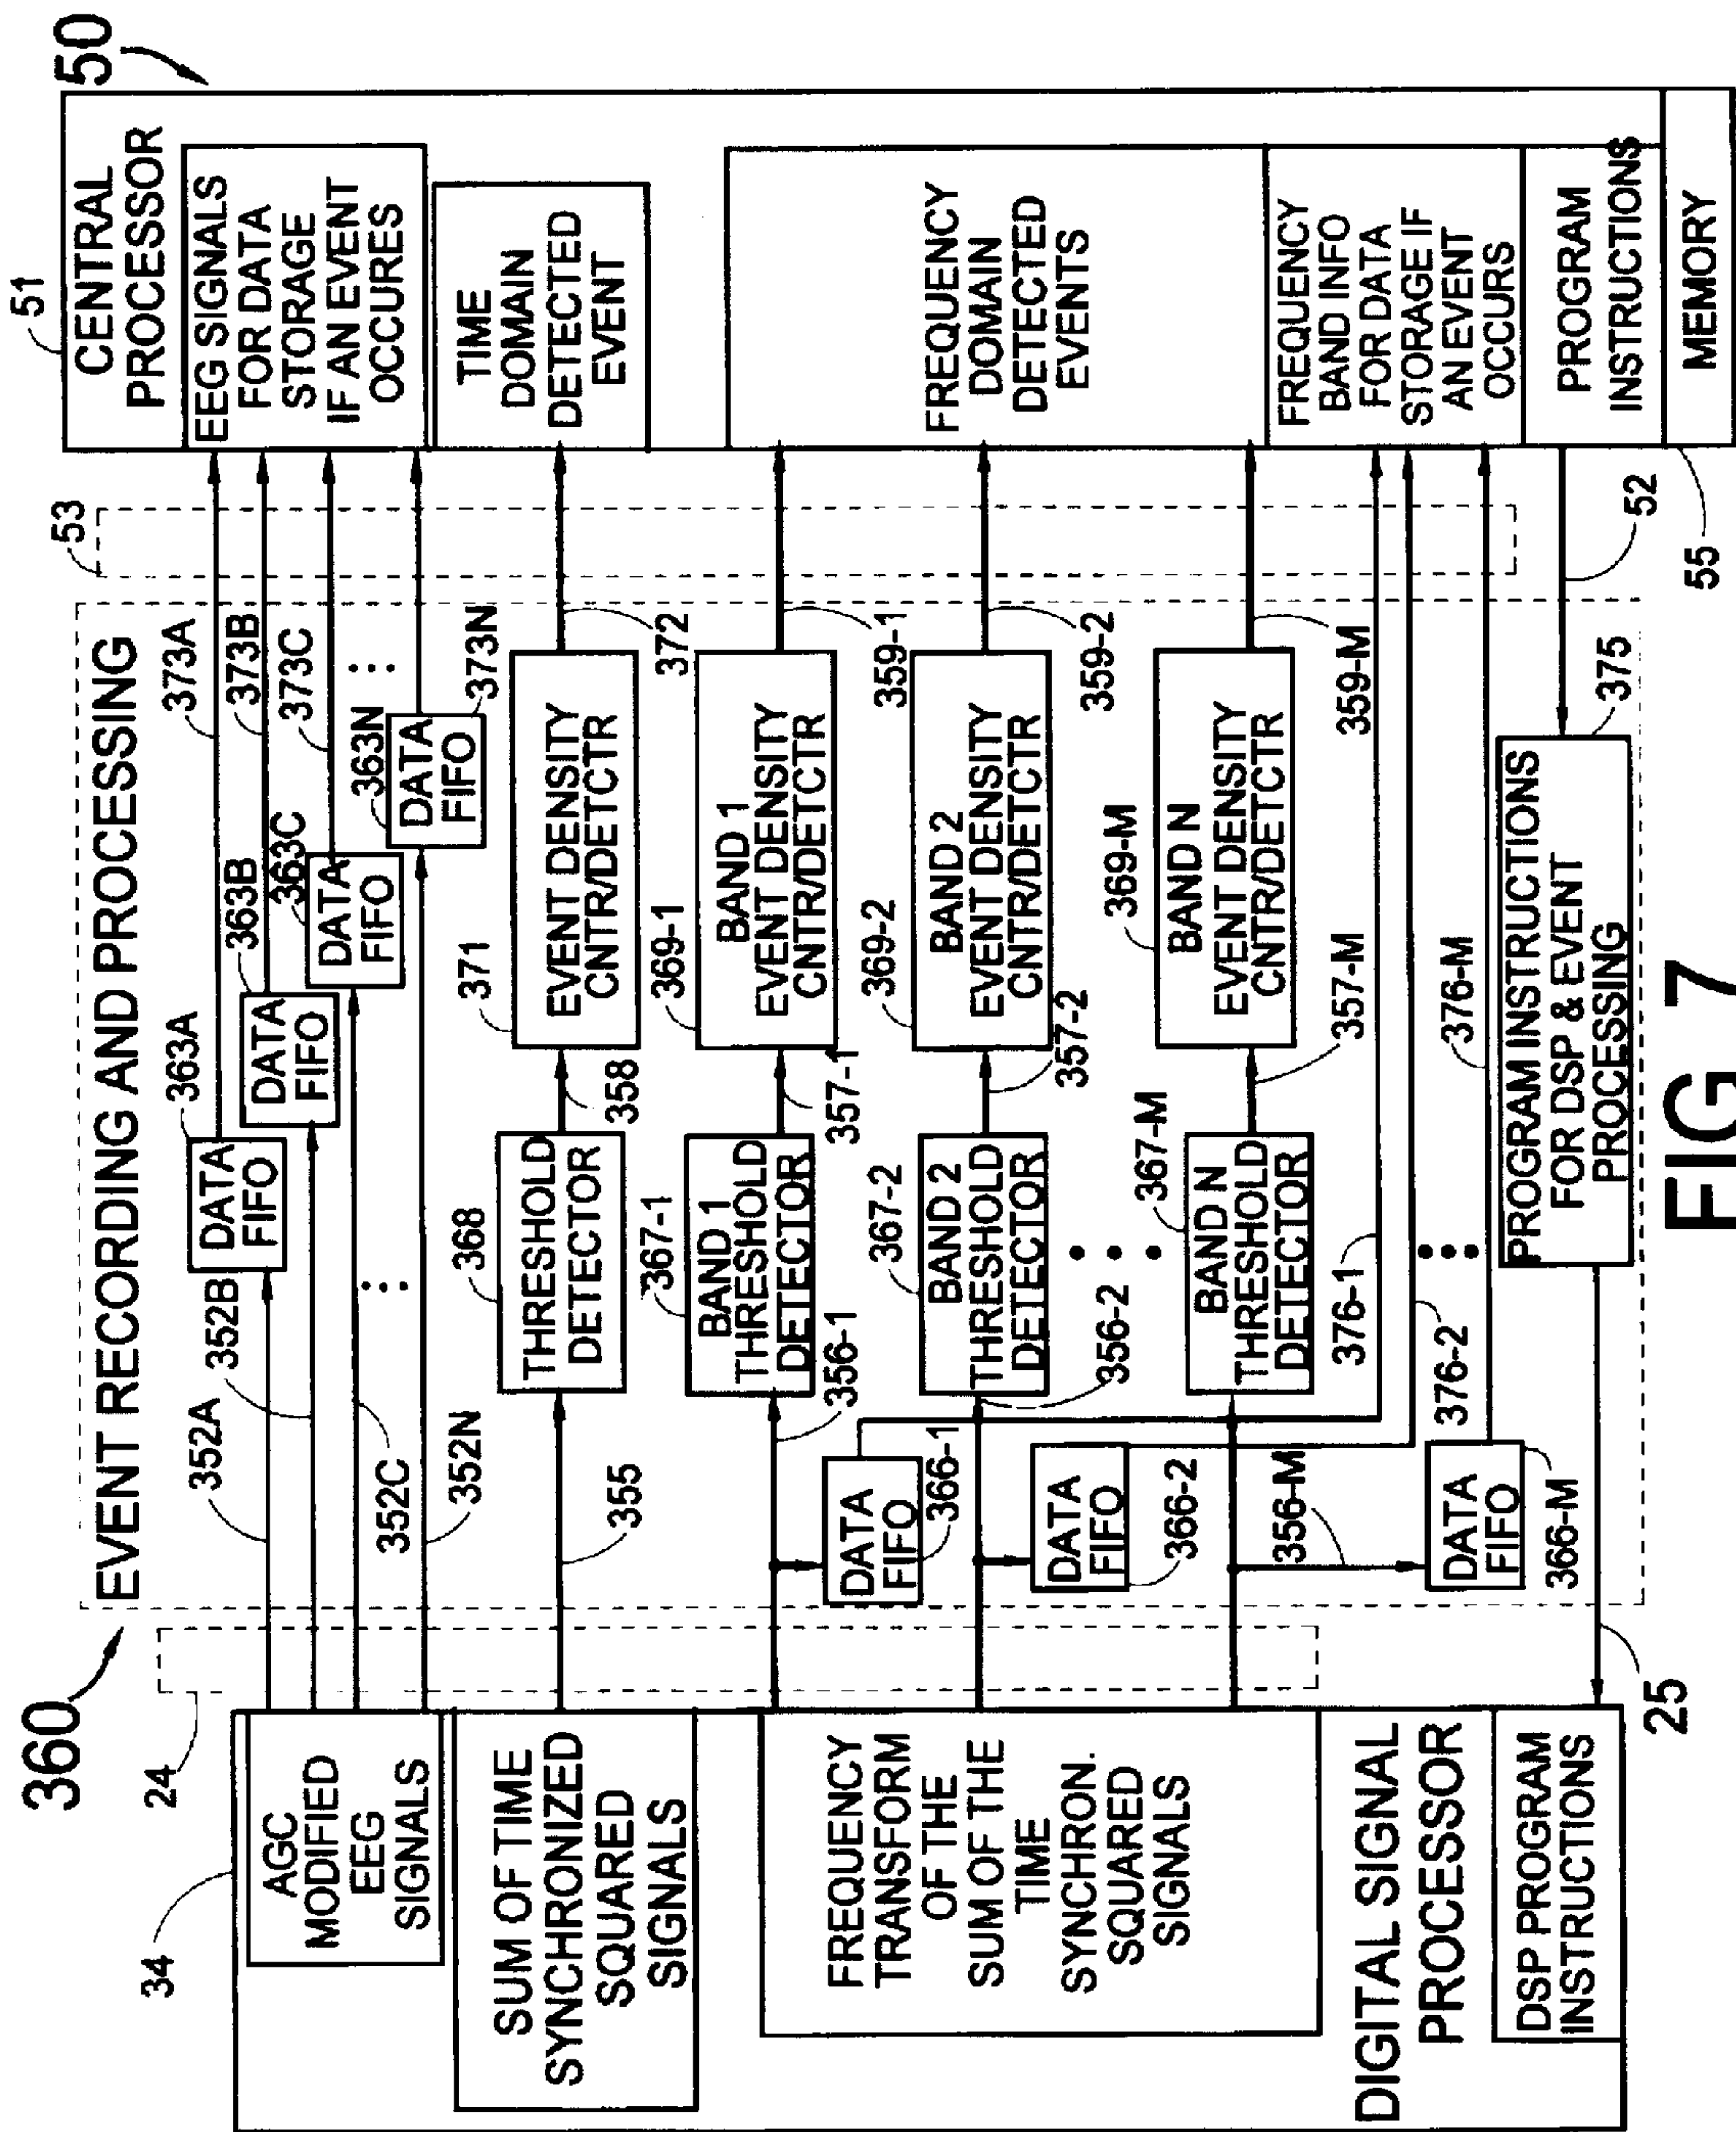 360
EVENT RECORDING AND PROCESSING
50
24
53
51
34
AGC
MODIFIED
EEG
SIGNALS
SUM OF TIME
SYNCHRONIZED
SQUARED
SIGNALS
FREQUENCY
TRANSFORM
OF THE
SUM OF THE
TIME
SYNCHRON.
SQUARED
SIGNALS
DIGITAL SIGNAL
PROCESSOR
DSP PROGRAM
INSTRUCTIONS
25
352A
352B
352C
352N
363A
DATA
FIFO
363B
DATA
FIFO
363C
DATA
FIFO
363N
DATA
FIFO
373A
373B
373C
373N
355
368
THRESHOLD
DETECTOR
358
371
EVENT DENSITY
CNTR/DETCTR
372
356-1
367-1
BAND 1
THRESHOLD
DETECTOR
357-1
369-1
BAND 1
EVENT DENSITY
CNTR/DETCTR
359-1
DATA
FIFO
366-1
367-2
BAND 2
THRESHOLD
DETECTOR
356-2
357-2
369-2
BAND 2
EVENT DENSITY
CNTR/DETCTR
359-2
DATA
FIFO
366-2
367-M
BAND N
THRESHOLD
DETECTOR
356-M
357-M
369-M
BAND N
EVENT DENSITY
CNTR/DETCTR
359-M
376-1
376-2
376-M
DATA
FIFO
366-M
PROGRAM INSTRUCTIONS
FOR DSP & EVENT
PROCESSING
375
52
55
CENTRAL
PROCESSOR
EEG SIGNALS
FOR DATA
STORAGE
IF AN EVENT
OCCURES
TIME
DOMAIN
DETECTED
EVENT
FREQUENCY
DOMAIN
DETECTED
EVENTS
FREQUENCY
BAND INFO
FOR DATA
STORAGE IF
AN EVENT
OCCURS
PROGRAM
INSTRUCTIONS
MEMORY
FIG 7